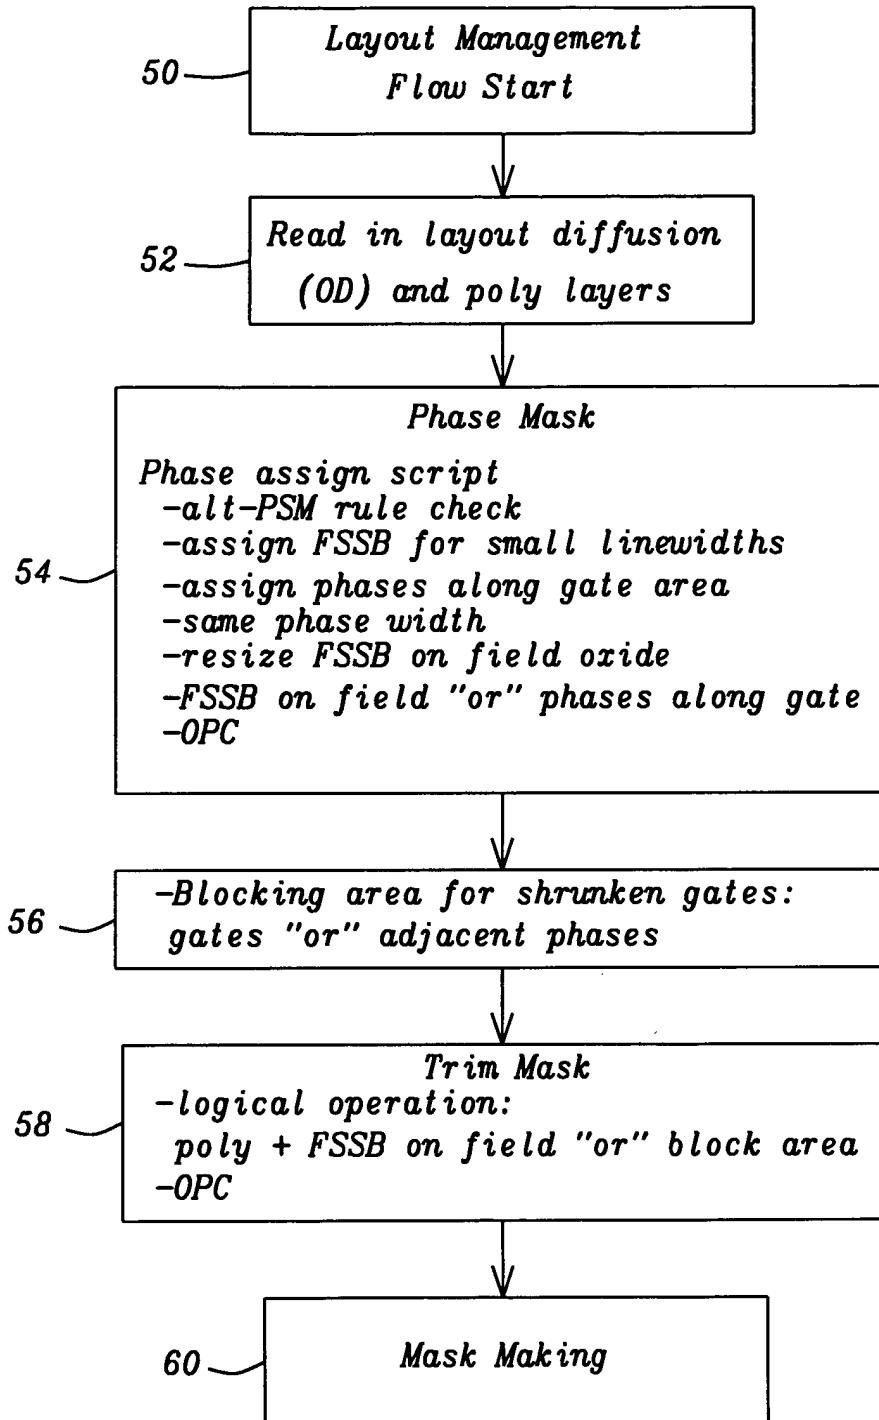 Layout Management
Flow Start
50
Read in layout diffusion
(OD) and poly layers
52
Phase Mask
Phase assign script
-alt-PSM rule check
-assign FSSB for small linewidths
-assign phases along gate area
-same phase width
-resize FSSB on field oxide
-FSSB on field "or" phases along gate
-OPC
54
-Blocking area for shrunken gates:
gates "or" adjacent phases
56
Trim Mask
-logical operation:
poly + FSSB on field "or" block area
-OPC
58
Mask Making
60